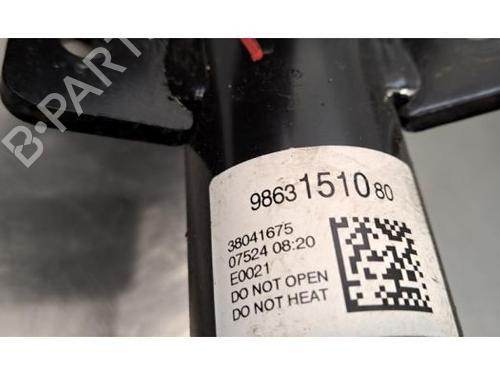 B-PARTS
9863151080
38041675
07524 08:20
E0021
DO NOT OPEN
DO NOT HEAT